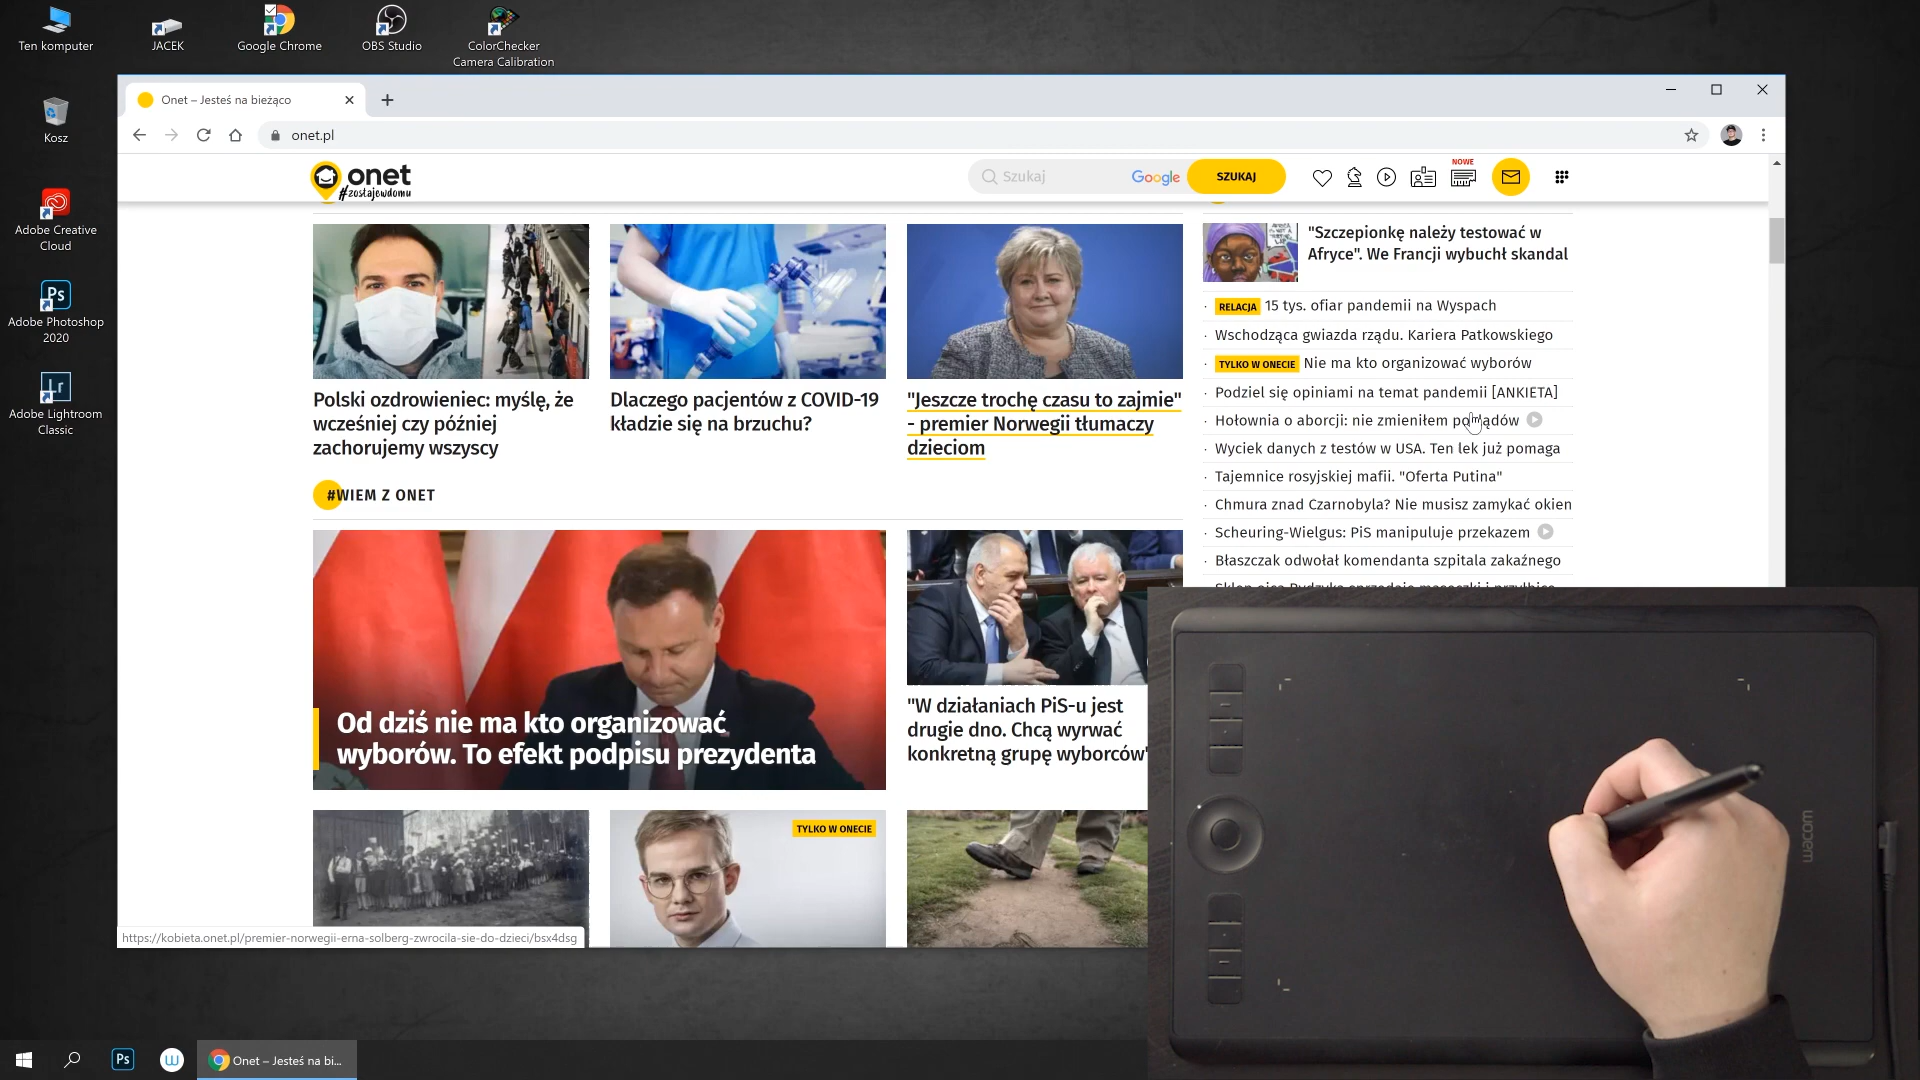 Ten komputer
JACEK
Google Chrome
OBS Studio
ColorChecker
Camera Calibration
Kosz
Adobe Creative
Cloud
Ps
Adobe Photoshop
2020
Lr
Adobe Lightroom
Classic
Onet – Jesteś na bieżąco
onet.pl
onet
#zostajewdomu
Szukaj
Google
SZUKAJ
NOWE
Polski ozdrowieniec: myślę, że
wcześniej czy później
zachorujemy wszyscy
Dlaczego pacjentów z COVID-19
kładzie się na brzuchu?
"Jeszcze trochę czasu to zajmie"
- premier Norwegii tłumaczy
dzieciom
"Szczepionkę należy testować w
Afryce". We Francji wybuchł skandal
RELACJA 15 tys. ofiar pandemii na Wyspach
Wschodząca gwiazda rządu. Kariera Patkowskiego
TYLKO W ONECIE Nie ma kto organizować wyborów
Podziel się opiniami na temat pandemii [ANKIETA]
Hołownia o aborcji: nie zmieniłem poglądów
Wyciek danych z testów w USA. Ten lek już pomaga
Tajemnice rosyjskiej mafii. "Oferta Putina"
Chmura znad Czarnobyla? Nie musisz zamykać okien
Scheuring-Wielgus: PiS manipuluje przekazem
Błaszczak odwołał komendanta szpitala zakaźnego
#WIEM Z ONET
Od dziś nie ma kto organizować
wyborów. To efekt podpisu prezydenta
"W działaniach PiS-u jest
drugie dno. Chcą wyrwać
konkretną grupę wyborców"
TYLKO W ONECIE
https://kobieta.onet.pl/premier-norwegii-erna-solberg-zwrocila-sie-do-dzieci/bsx4dsg
wacom
Ps
Onet – Jesteś na bi...